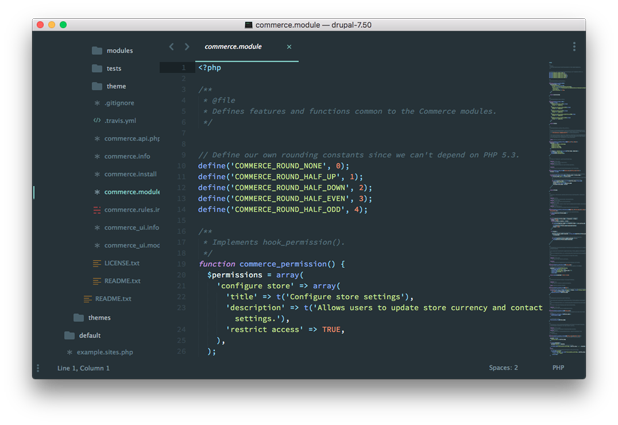 commerce.module — drupal-7.50
modules
tests
theme
.gitignore
.travis.yml
commerce.api.php
commerce.info
commerce.install
commerce.module
commerce.rules.in
commerce_ui.info
commerce_ui.moc
LICENSE.txt
README.txt
README.txt
themes
default
example.sites.php
commerce.module ×
1 <?php
2
3 /**
4 * @file
5 * Defines features and functions common to the Commerce modules.
6 */
7
8
9 // Define our own rounding constants since we can't depend on PHP 5.3.
10 define('COMMERCE_ROUND_NONE', 0);
11 define('COMMERCE_ROUND_HALF_UP', 1);
12 define('COMMERCE_ROUND_HALF_DOWN', 2);
13 define('COMMERCE_ROUND_HALF_EVEN', 3);
14 define('COMMERCE_ROUND_HALF_ODD', 4);
15
16 /**
17 * Implements hook_permission().
18 */
19 function commerce_permission() {
20 $permissions = array(
21 'configure store' => array(
22 'title' => t('Configure store settings'),
23 'description' => t('Allows users to update store currency and contact
settings.'),
24 'restrict access' => TRUE,
25 ),
26 );
Line 1, Column 1
Spaces: 2
PHP